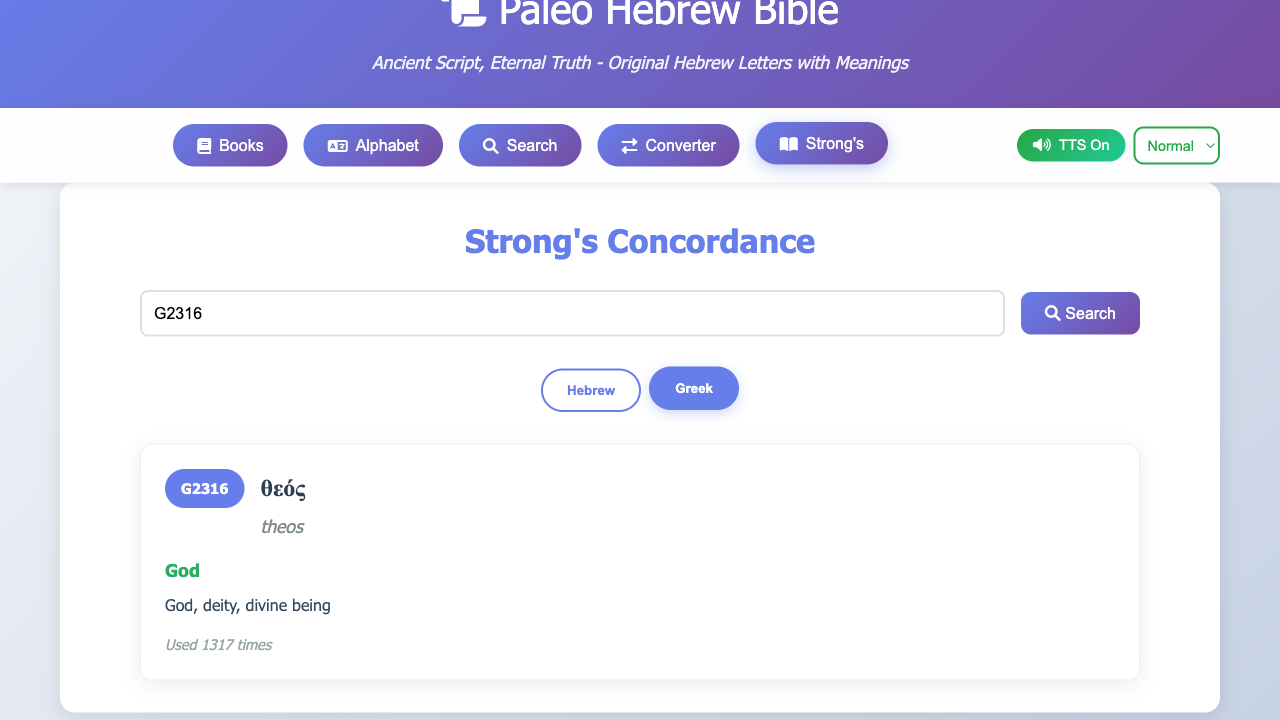 Paleo Hebrew Bible
Ancient Script, Eternal Truth - Original Hebrew Letters with Meanings
Books Alphabet Search Converter Strong's TTS On Normal
Strong's Concordance
G2316 Search
Hebrew Greek
G2316 θεός
theos
God
God, deity, divine being
Used 1317 times